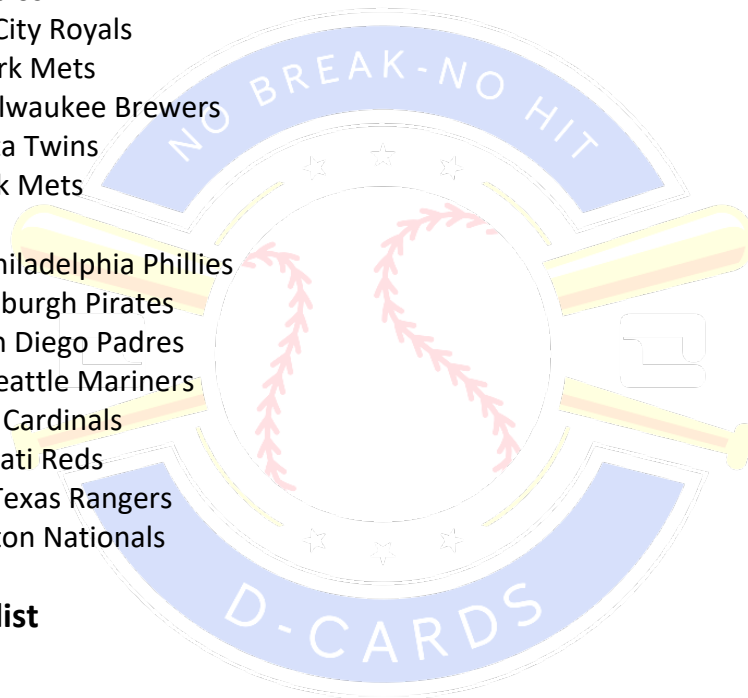 City Royals
rk Mets
lwaukee Brewers
ta Twins
k Mets
hiladelphia Phillies
burgh Pirates
n Diego Padres
eattle Mariners
Cardinals
ati Reds
Texas Rangers
ton Nationals
list
NO BREAK-NO HIT
D-CARDS